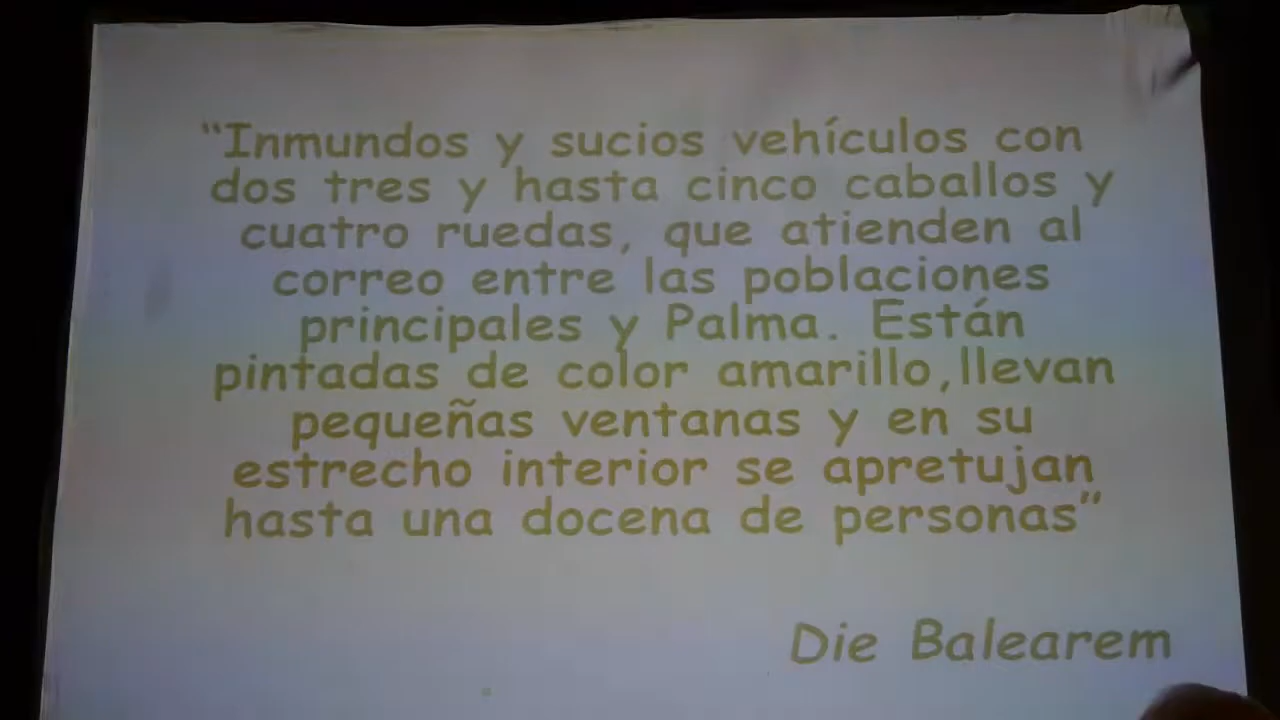 “Inmundos y sucios vehículos con
dos tres y hasta cinco caballos y
cuatro ruedas, que atienden al
correo entre las poblaciones
principales y Palma. Están
pintadas de color amarillo,llevan
pequeñas ventanas y en su
estrecho interior se apretujan
hasta una docena de personas”
Die Balearem